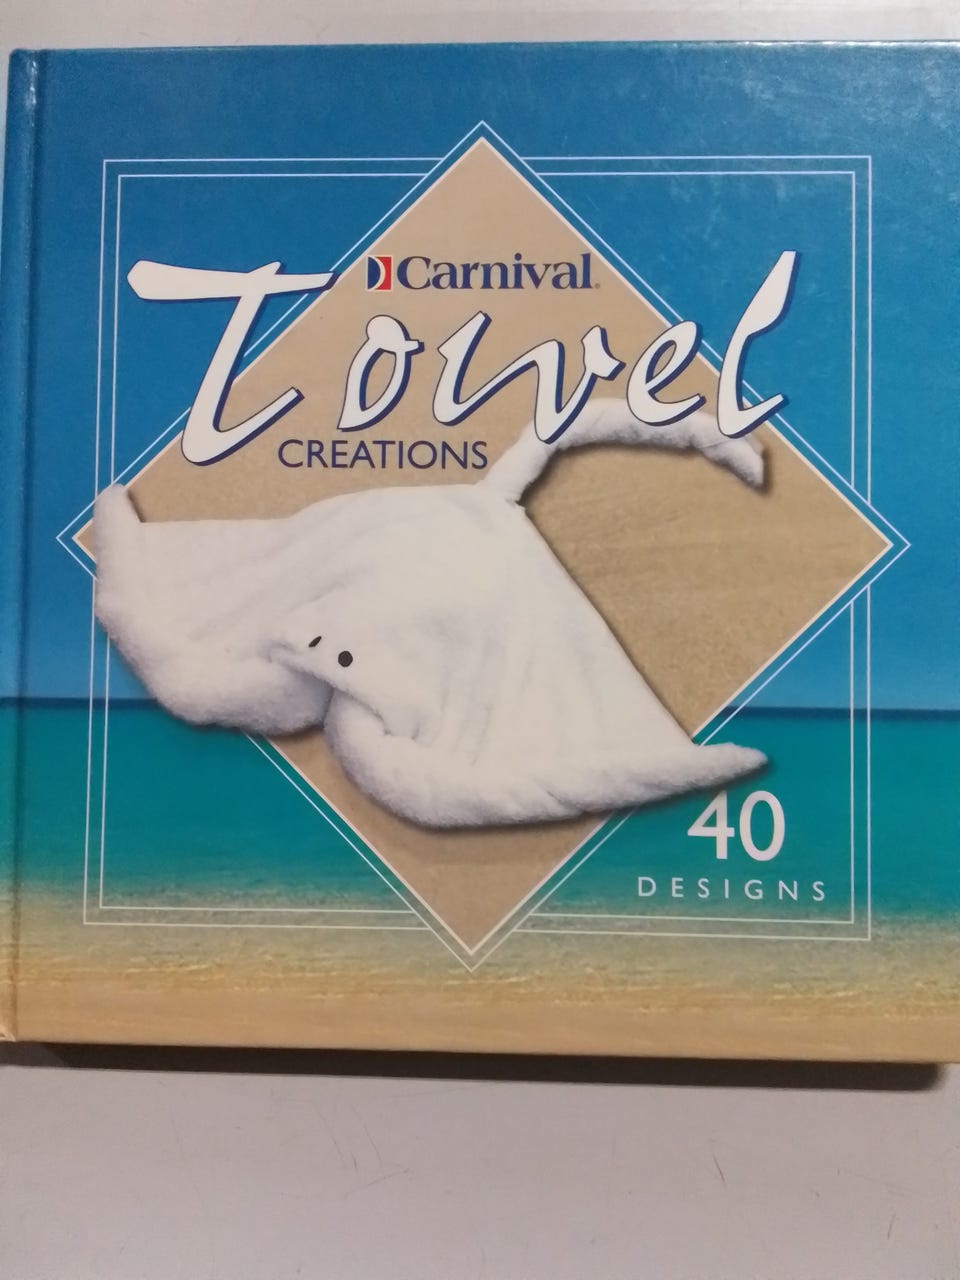 Carnival®
Towel
CREATIONS
40
DESIGNS